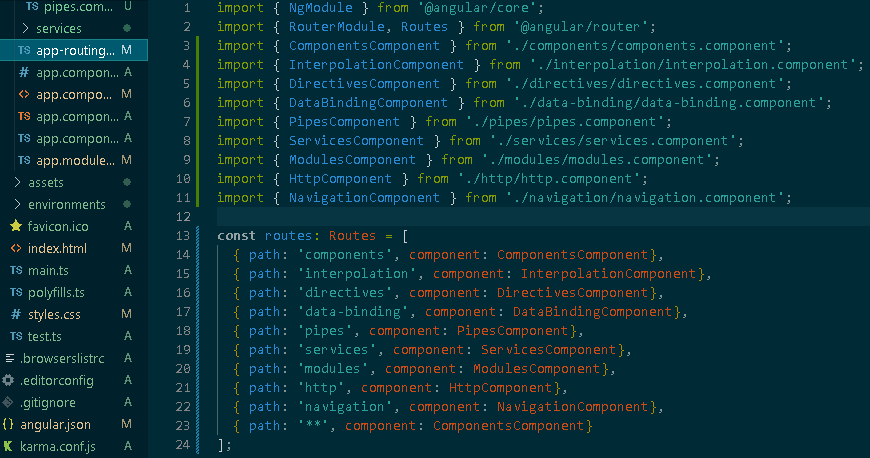 TS pipes.com... U
> services
TS app-routing... M
# app.compon... A
<> app.compo... M
TS app.compon... A
TS app.compon... A
TS app.module... M
> assets
> environments
favicon.ico A
<> index.html M
TS main.ts A
TS polyfills.ts A
# styles.css M
TS test.ts A
.browserslistrc A
.editorconfig A
.gitignore A
{} angular.json M
K karma.conf.js A
1 import { NgModule } from '@angular/core';
2 import { RouterModule, Routes } from '@angular/router';
3 import { ComponentsComponent } from './components/components.component';
4 import { InterpolationComponent } from './interpolation/interpolation.component';
5 import { DirectivesComponent } from './directives/directives.component';
6 import { DataBindingComponent } from './data-binding/data-binding.component';
7 import { PipesComponent } from './pipes/pipes.component';
8 import { ServicesComponent } from './services/services.component';
9 import { ModulesComponent } from './modules/modules.component';
10 import { HttpComponent } from './http/http.component';
11 import { NavigationComponent } from './navigation/navigation.component';
12
13 const routes: Routes = [
14 { path: 'components', component: ComponentsComponent},
15 { path: 'interpolation', component: InterpolationComponent},
16 { path: 'directives', component: DirectivesComponent},
17 { path: 'data-binding', component: DataBindingComponent},
18 { path: 'pipes', component: PipesComponent},
19 { path: 'services', component: ServicesComponent},
20 { path: 'modules', component: ModulesComponent},
21 { path: 'http', component: HttpComponent},
22 { path: 'navigation', component: NavigationComponent},
23 { path: '**', component: ComponentsComponent}
24 ];